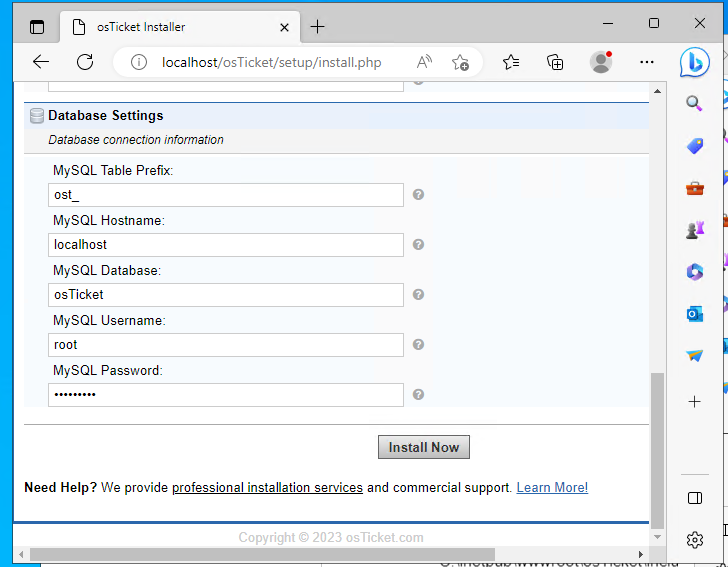 osTicket Installer
localhost/osTicket/setup/install.php
Database Settings
Database connection information
MySQL Table Prefix:
ost_
MySQL Hostname:
localhost
MySQL Database:
osTicket
MySQL Username:
root
MySQL Password:
•••••••••
Install Now
Need Help? We provide professional installation services and commercial support. Learn More!
Copyright © 2023 osTicket.com